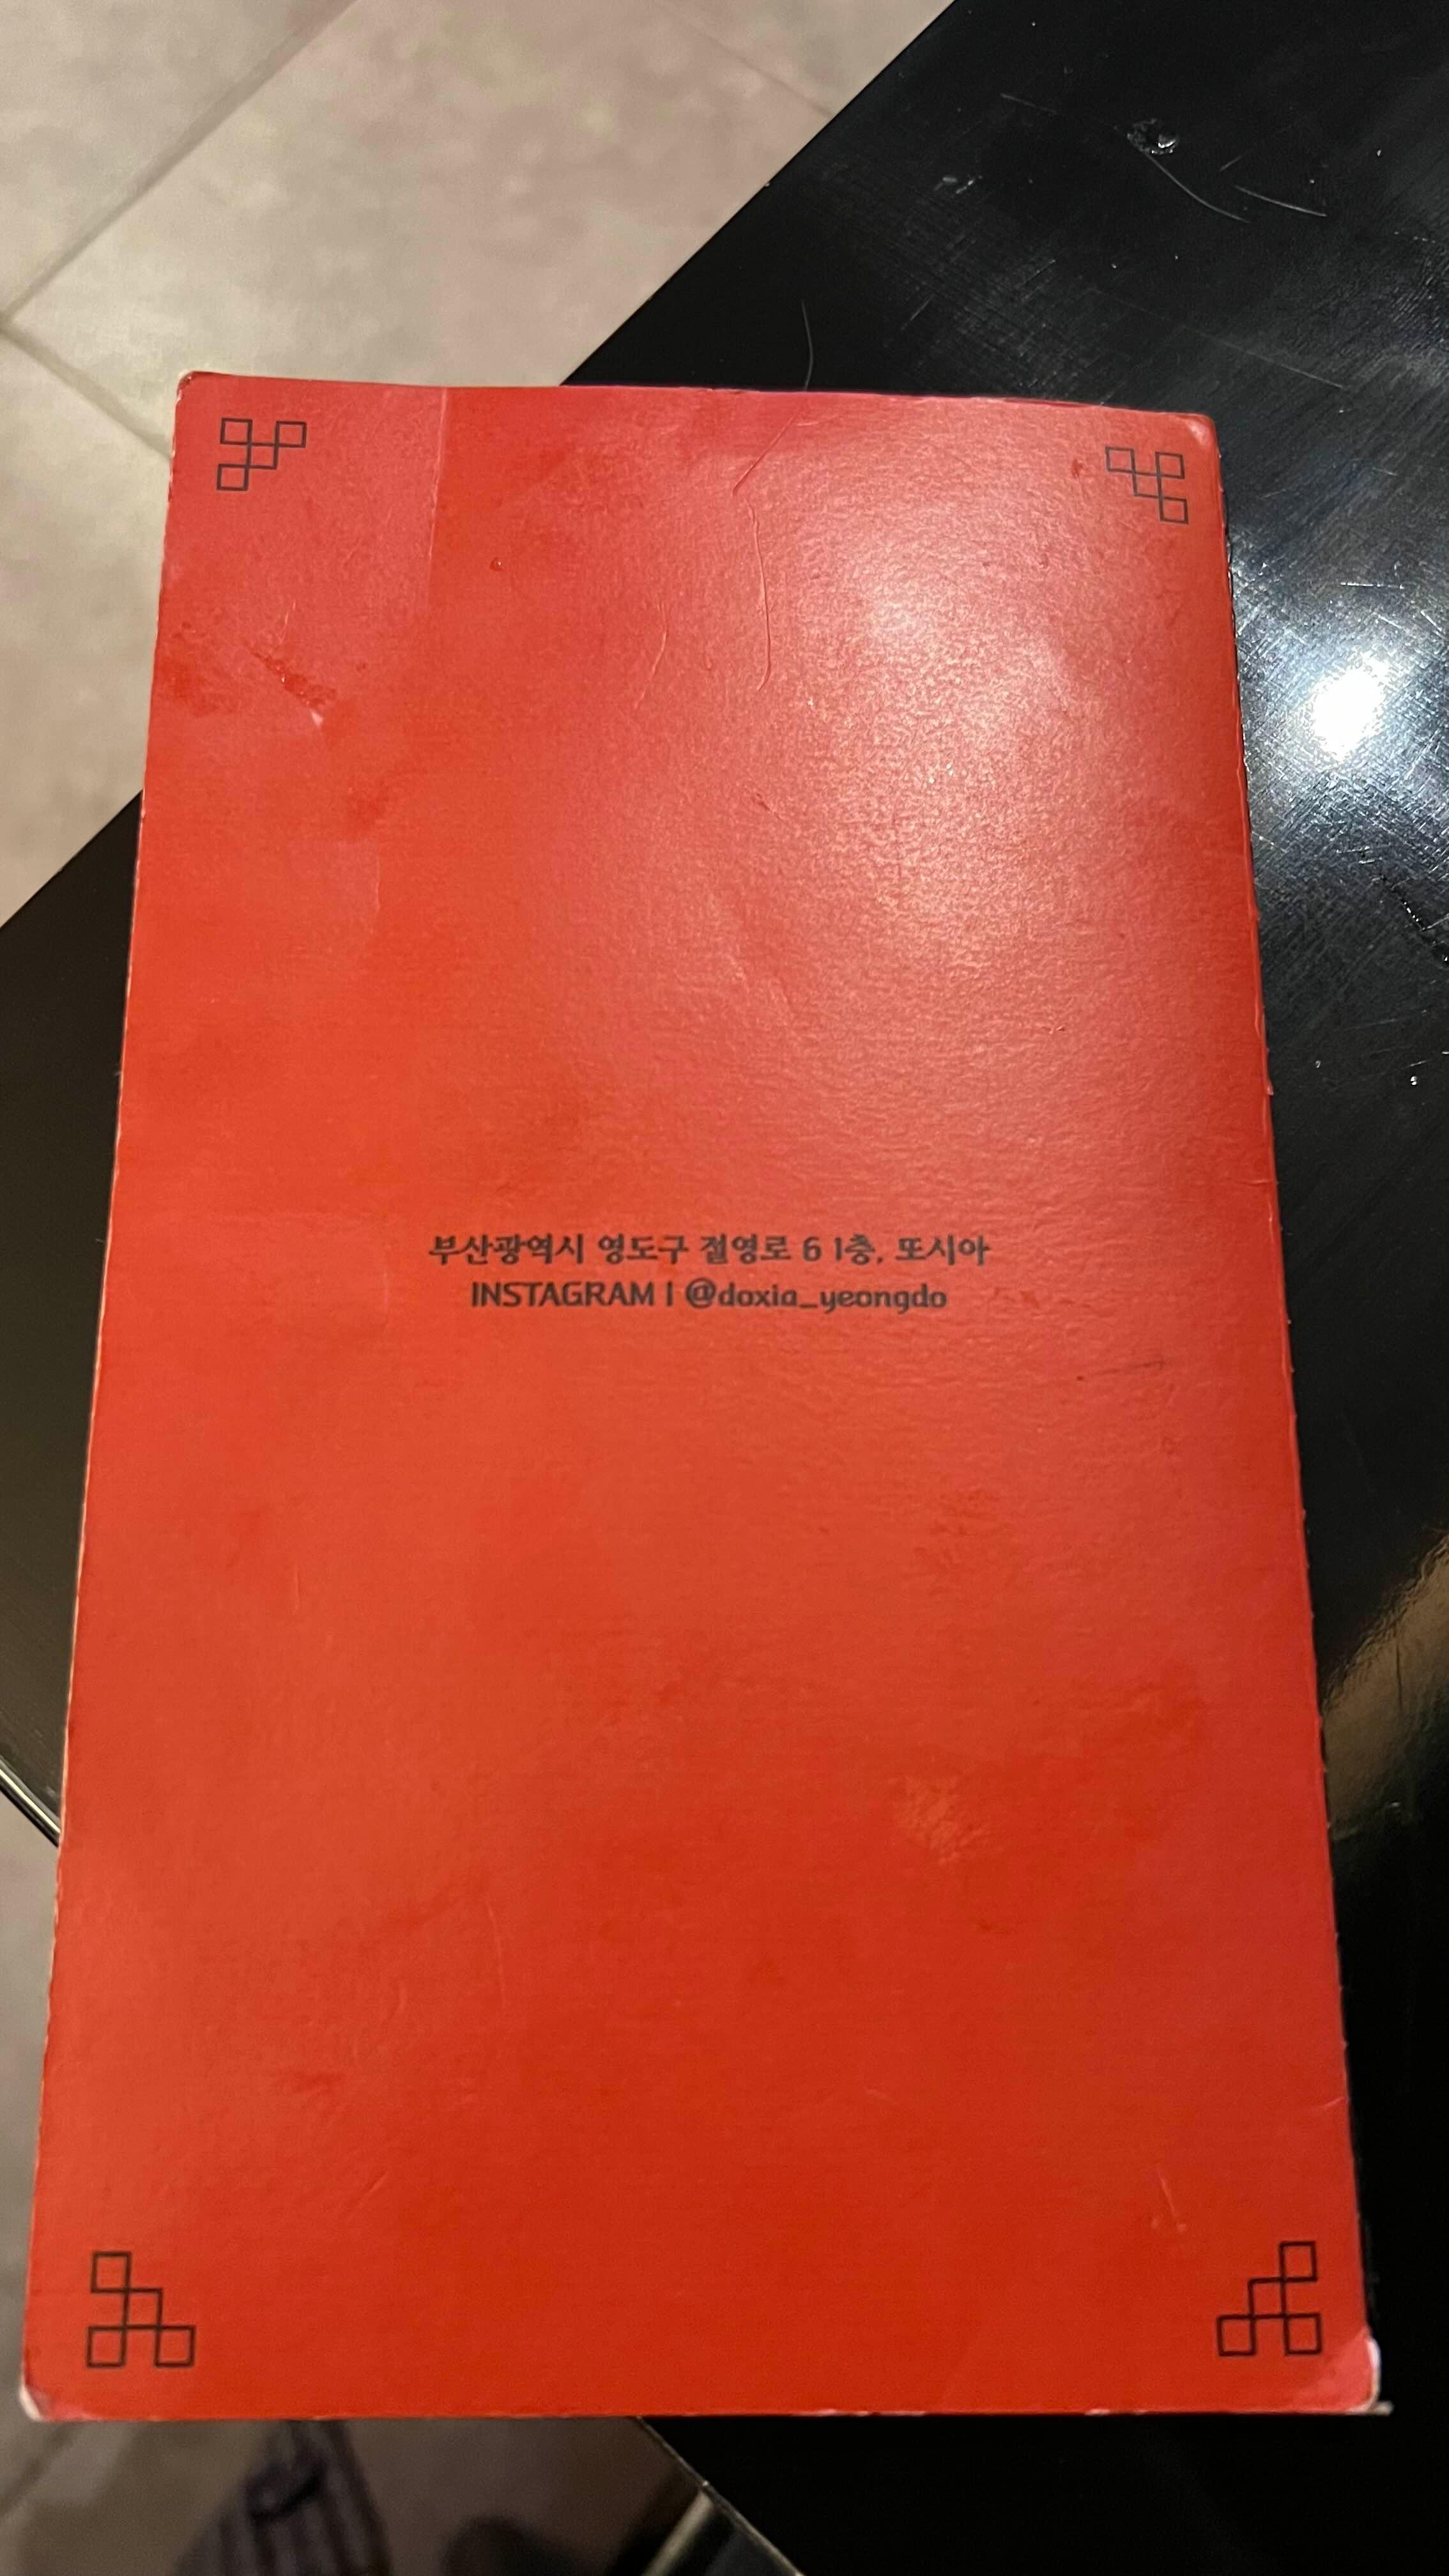 부산광역시 영도구 절영로 6 1층, 또시아
INSTAGRAM | @doxia_yeongdo